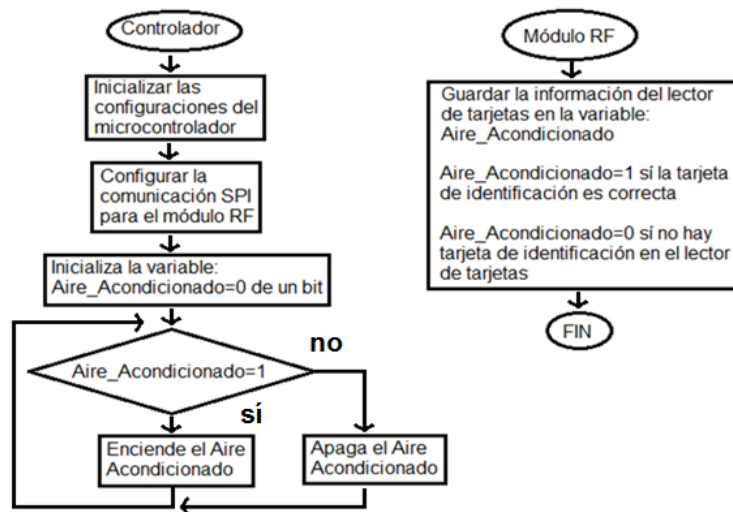 Controlador
Inicializar las
configuraciones del
microcontrolador
Configurar la
comunicación SPI
para el módulo RF
Inicializa la variable:
Aire_Acondicionado=0 de un bit
Aire_Acondicionado=1
no
sí
Enciende el Aire
Acondicionado
Apaga el Aire
Acondicionado
Módulo RF
Guardar la información del lector
de tarjetas en la variable:
Aire_Acondicionado
Aire_Acondicionado=1 sí la tarjeta
de identificación es correcta
Aire_Acondicionado=0 sí no hay
tarjeta de identificación en el lector
de tarjetas
FIN